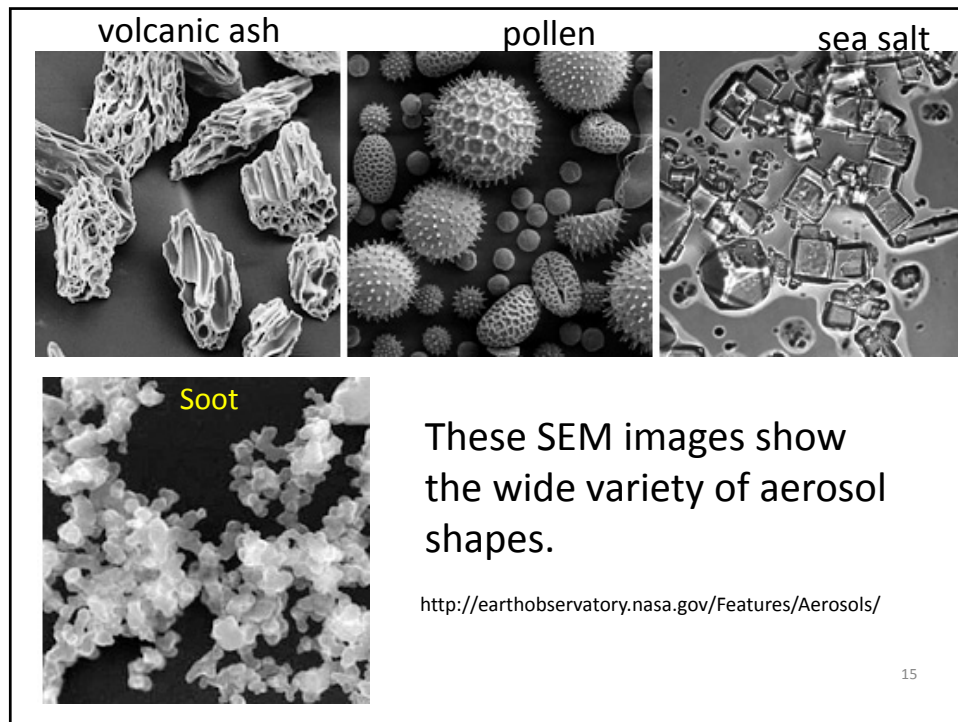 volcanic ash
pollen
sea salt
Soot
These SEM images show
the wide variety of aerosol
shapes.
http://earthobservatory.nasa.gov/Features/Aerosols/
15